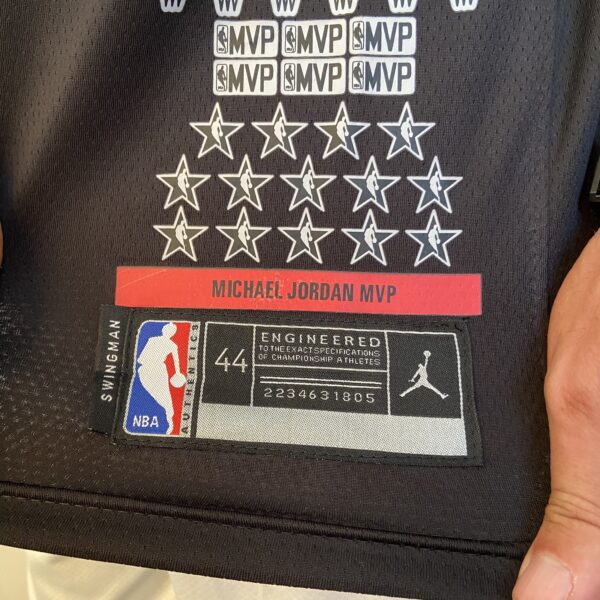 MVP MVP MVP
MVP MVP MVP
MICHAEL JORDAN MVP
SWINGMAN
NBA
AUTHENTICS
44
ENGINEERED
TO THE EXACT SPECIFICATIONS
OF CHAMPIONSHIP ATHLETES
2234631805